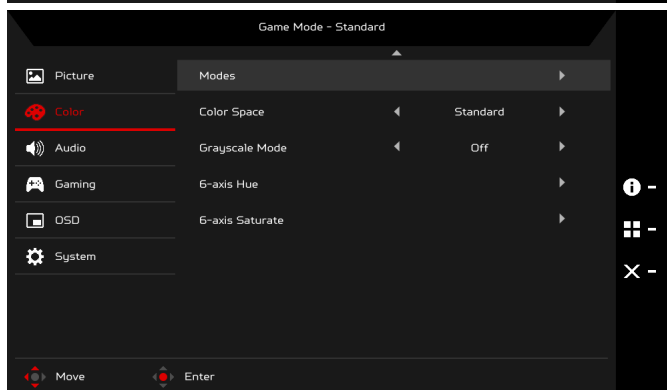 Game Mode - Standard
Picture
Modes
Color
Color Space Standard
Audio
Grayscale Mode Off
Gaming
6-axis Hue
OSD
6-axis Saturate
System
Move Enter